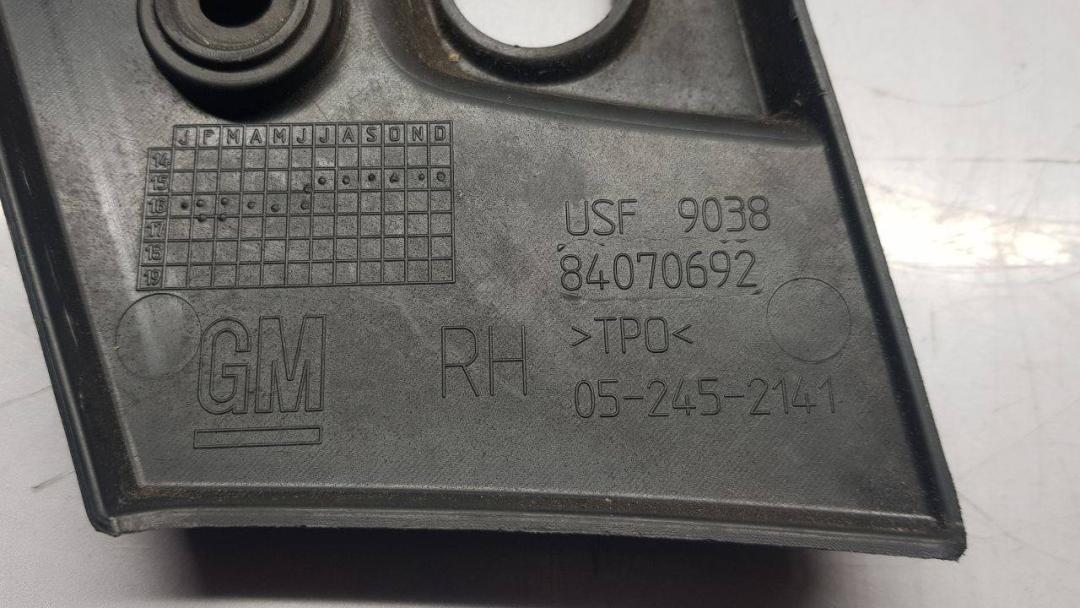 J F M A M J J A S O N D
14
15
16
17
18
19
USF 9038
84070692
GM
RH
>TPO<
05-245-2141